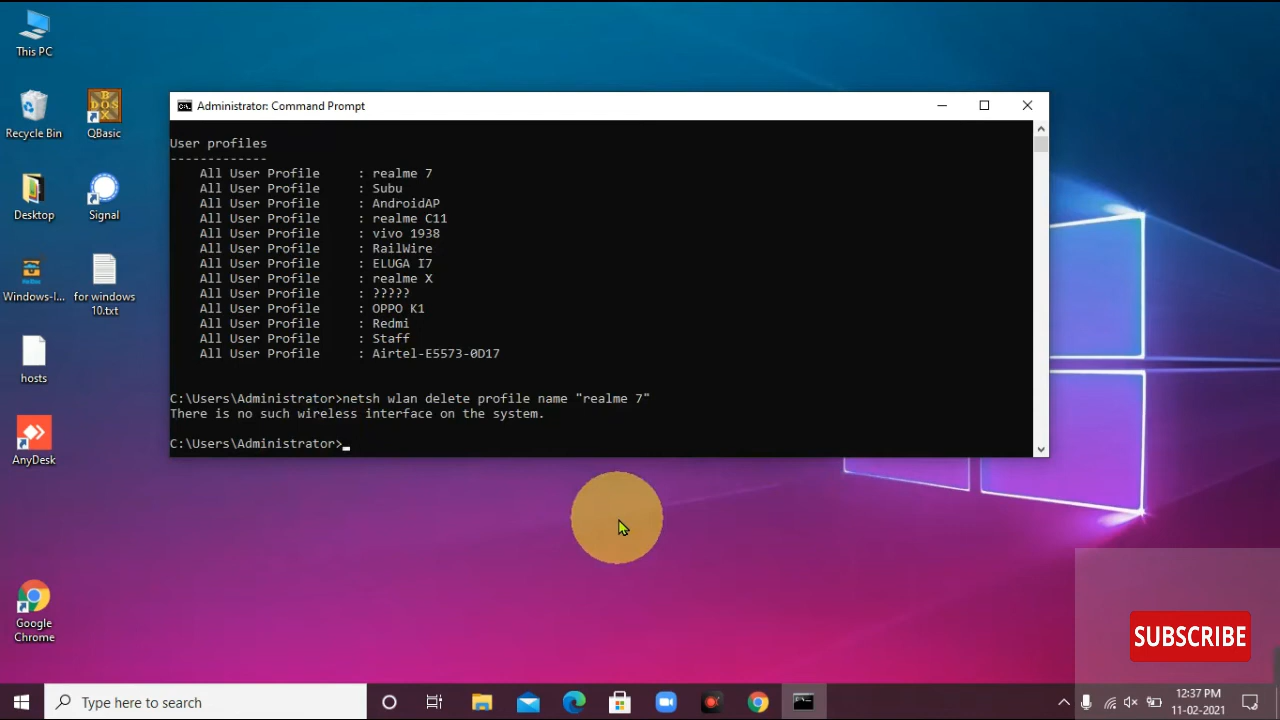 This PC
Recycle Bin
QBasic
Desktop
Signal
Windows-I...
for windows
10.txt
hosts
AnyDesk
Google
Chrome
Administrator: Command Prompt
User profiles
-------------
All User Profile : realme 7
All User Profile : Subu
All User Profile : AndroidAP
All User Profile : realme C11
All User Profile : vivo 1938
All User Profile : RailWire
All User Profile : ELUGA I7
All User Profile : realme X
All User Profile : ?????
All User Profile : OPPO K1
All User Profile : Redmi
All User Profile : Staff
All User Profile : Airtel-E5573-0D17
C:\Users\Administrator>netsh wlan delete profile name "realme 7"
There is no such wireless interface on the system.
C:\Users\Administrator>
SUBSCRIBE
Type here to search
12:37 PM
11-02-2021